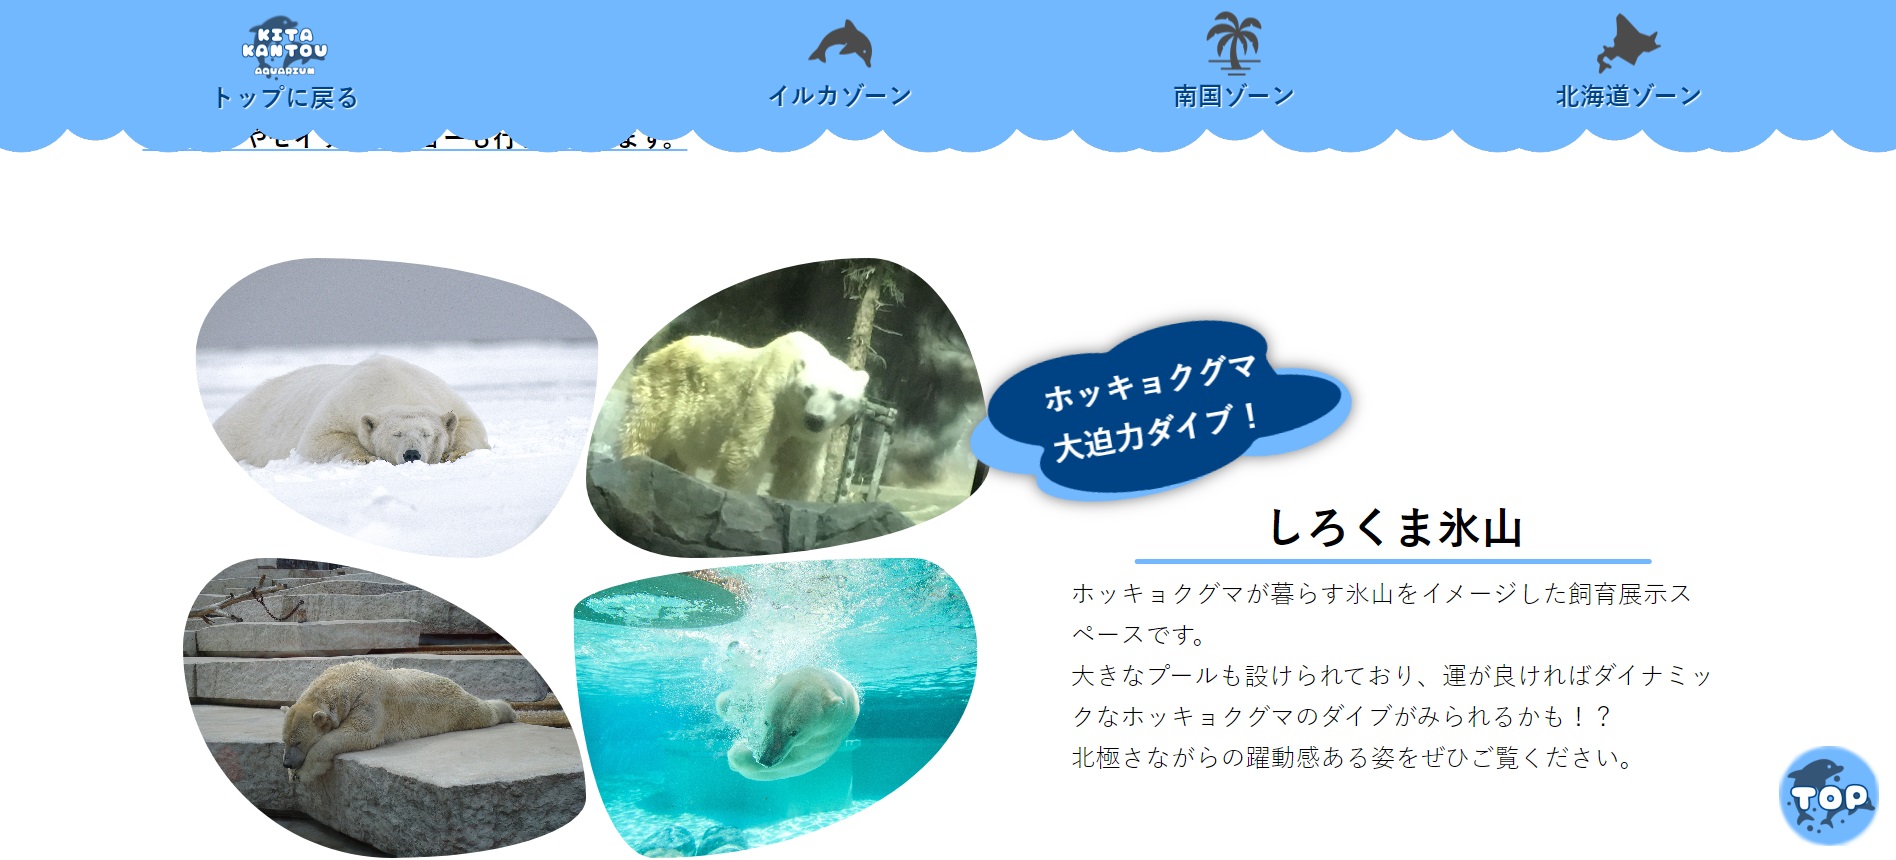 KITA
KANTOU
AQUARIUM
トップに戻る
イルカゾーン
南国ゾーン
北海道ゾーン
ホッキョクグマ
大迫力ダイブ！
しろくま氷山
ホッキョクグマが暮らす氷山をイメージした飼育展示ス
ペースです。
大きなプールも設けられており、運が良ければダイナミッ
クなホッキョクグマのダイブがみられるかも！？
北極さながらの躍動感ある姿をぜひご覧ください。
TOP